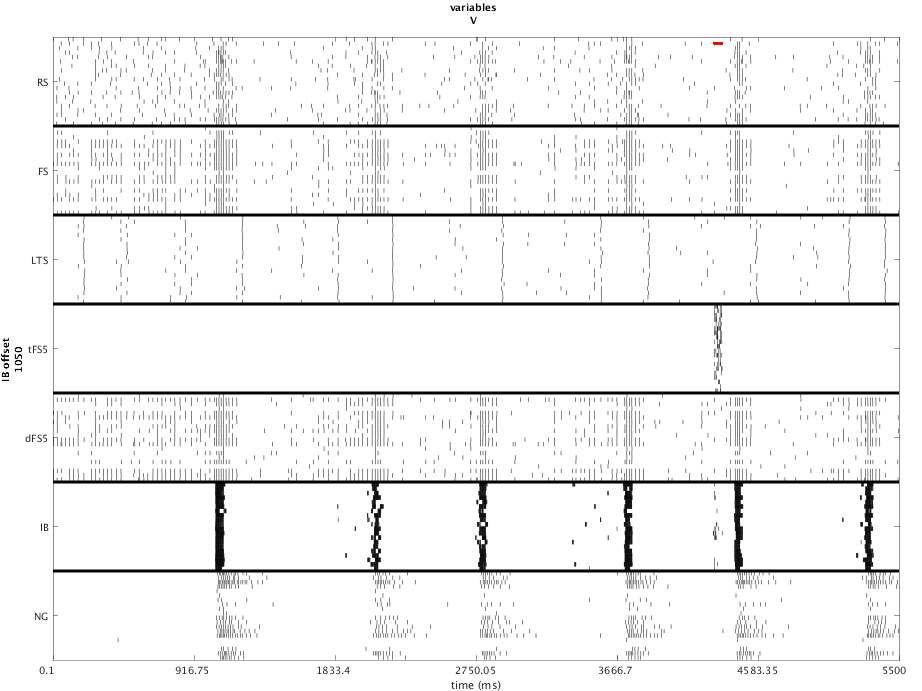 variables
V
RS
FS
LTS
tFS5
dFS5
IB
NG
IB offset
1050
0.1 916.75 1833.4 2750.05 3666.7 4583.35 5500
time (ms)